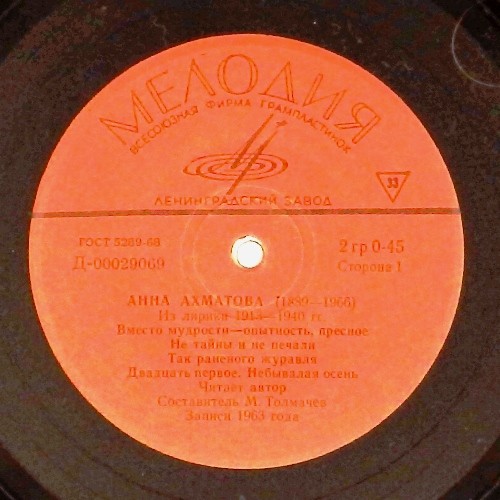 МЕЛОДИЯ
ВСЕСОЮЗНАЯ ФИРМА ГРАМПЛАСТИНОК
ЛЕНИНГРАДСКИЙ ЗАВОД
33
ГОСТ 5289-68
2 гр 0-45
Д-00029069
Сторона 1
АННА АХМАТОВА (1889—1966)
Из лирики 1913—1940 гг.
Вместо мудрости—опытность, пресное
Не тайны и не печали
Так раненого журавля
Двадцать первое. Небывалая осень
Читает автор
Составитель М. Толмачев
Запись 1963 года